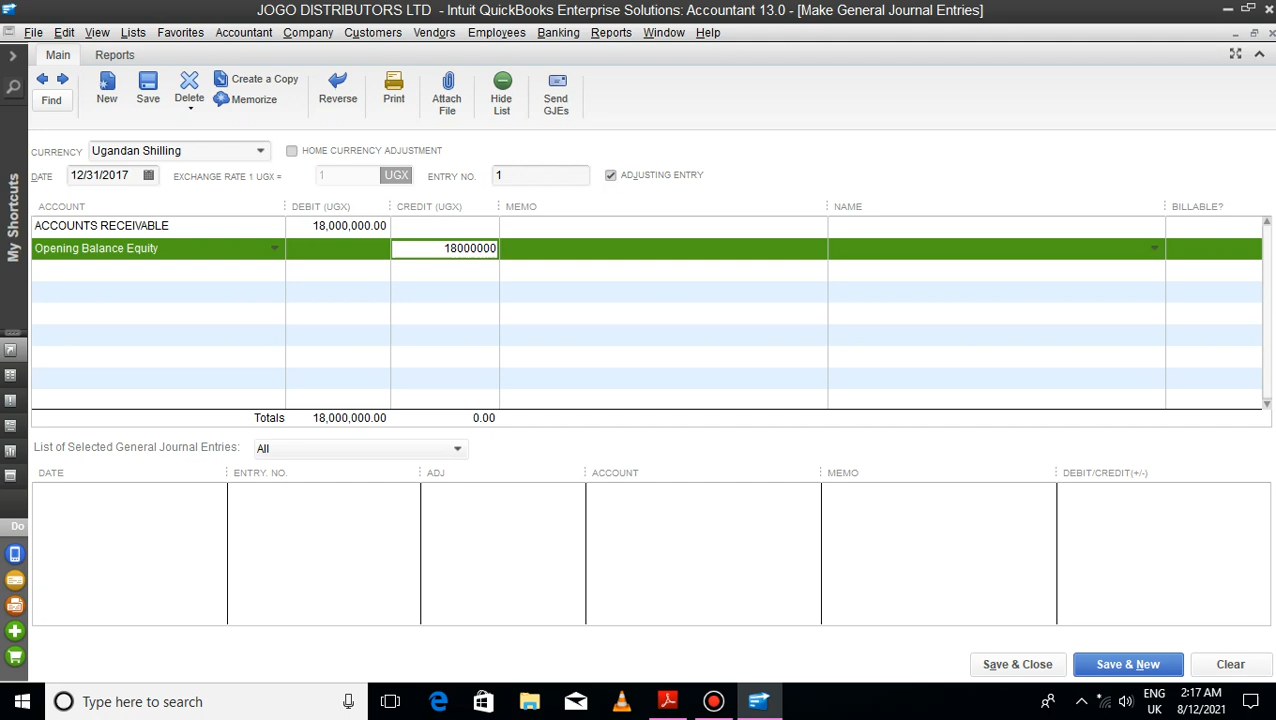 JOGO DISTRIBUTORS LTD - Intuit QuickBooks Enterprise Solutions: Accountant 13.0 - [Make General Journal Entries]
File Edit View Lists Favorites Accountant Company Customers Vendors Employees Banking Reports Window Help
Main Reports
Find
New
Save
Delete
Create a Copy
Memorize
Reverse
Print
Attach File
Hide List
Send GJEs
My Shortcuts
Do
CURRENCY Ugandan Shilling HOME CURRENCY ADJUSTMENT
DATE 12/31/2017 EXCHANGE RATE 1 UGX = 1 UGX ENTRY NO. 1 ADJUSTING ENTRY
ACCOUNT DEBIT (UGX) CREDIT (UGX) MEMO NAME BILLABLE?
ACCOUNTS RECEIVABLE 18,000,000.00
Opening Balance Equity 18000000
Totals 18,000,000.00 0.00
List of Selected General Journal Entries: All
DATE ENTRY. NO. ADJ ACCOUNT MEMO DEBIT/CREDIT(+/-)
Save & Close Save & New Clear
Type here to search
ENG 2:17 AM
UK 8/12/2021